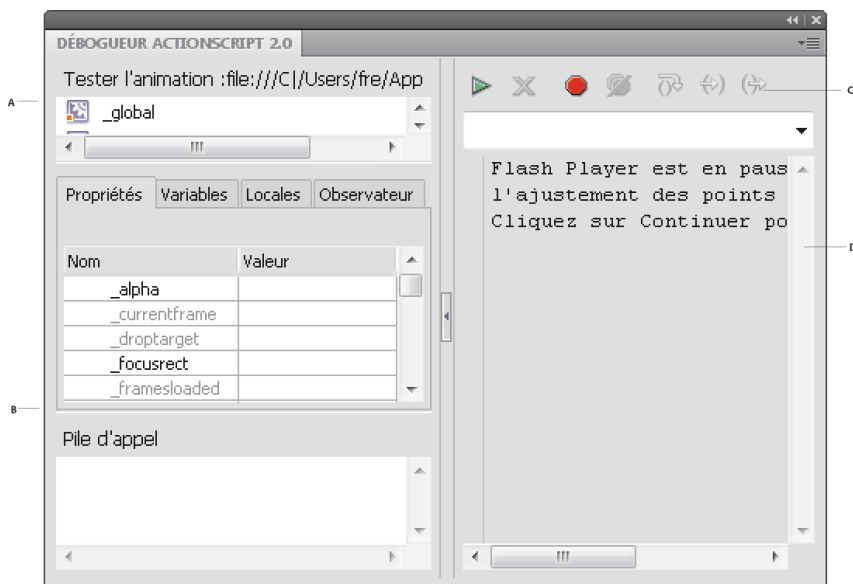 DÉBOGUEUR ACTIONSCRIPT 2.0
Tester l'animation :file:///C|/Users/fre/App
A
_global
Propriétés Variables Locales Observateur
Nom Valeur
_alpha
_currentframe
_droptarget
_focusrect
_framesloaded
B
Pile d'appel
C
Flash Player est en paus
l'ajustement des points
Cliquez sur Continuer po
D